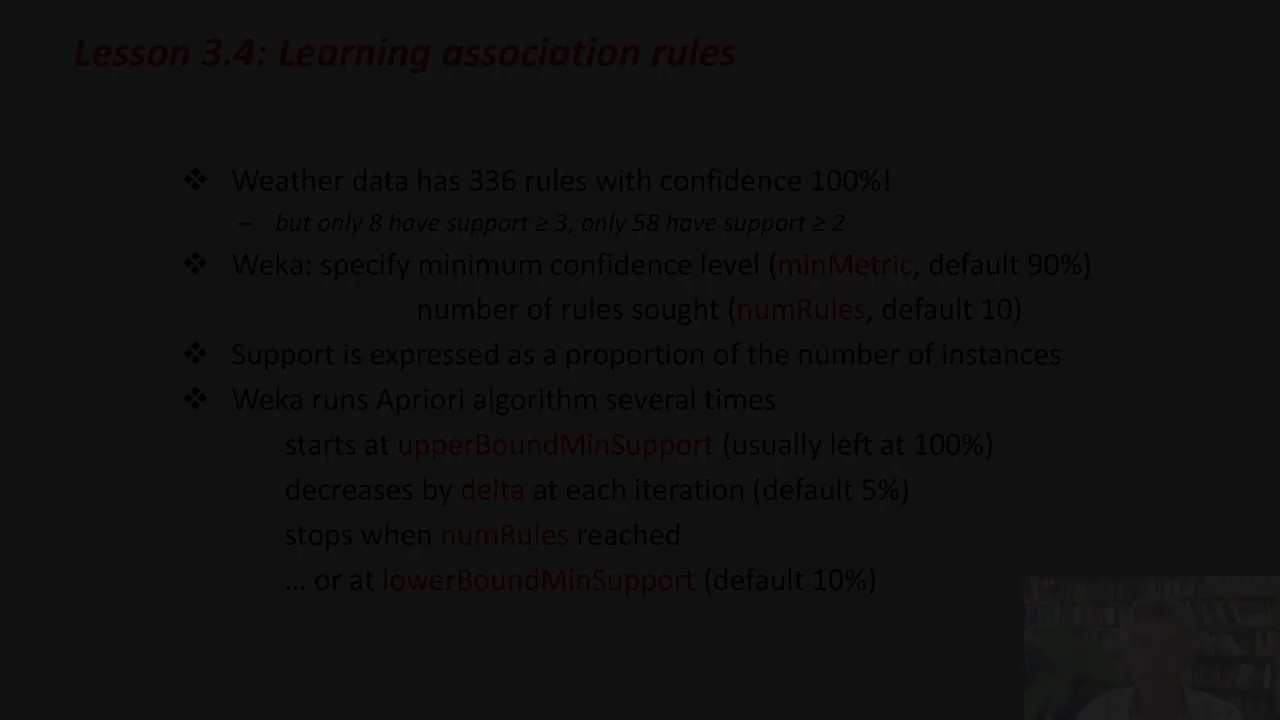 Lesson 3.4: Learning association rules
❖ Weather data has 336 rules with confidence 100%!
– but only 8 have support ≥ 3, only 58 have support ≥ 2
❖ Weka: specify minimum confidence level (minMetric, default 90%)
number of rules sought (numRules, default 10)
❖ Support is expressed as a proportion of the number of instances
❖ Weka runs Apriori algorithm several times
starts at upperBoundMinSupport (usually left at 100%)
decreases by delta at each iteration (default 5%)
stops when numRules reached
... or at lowerBoundMinSupport (default 10%)